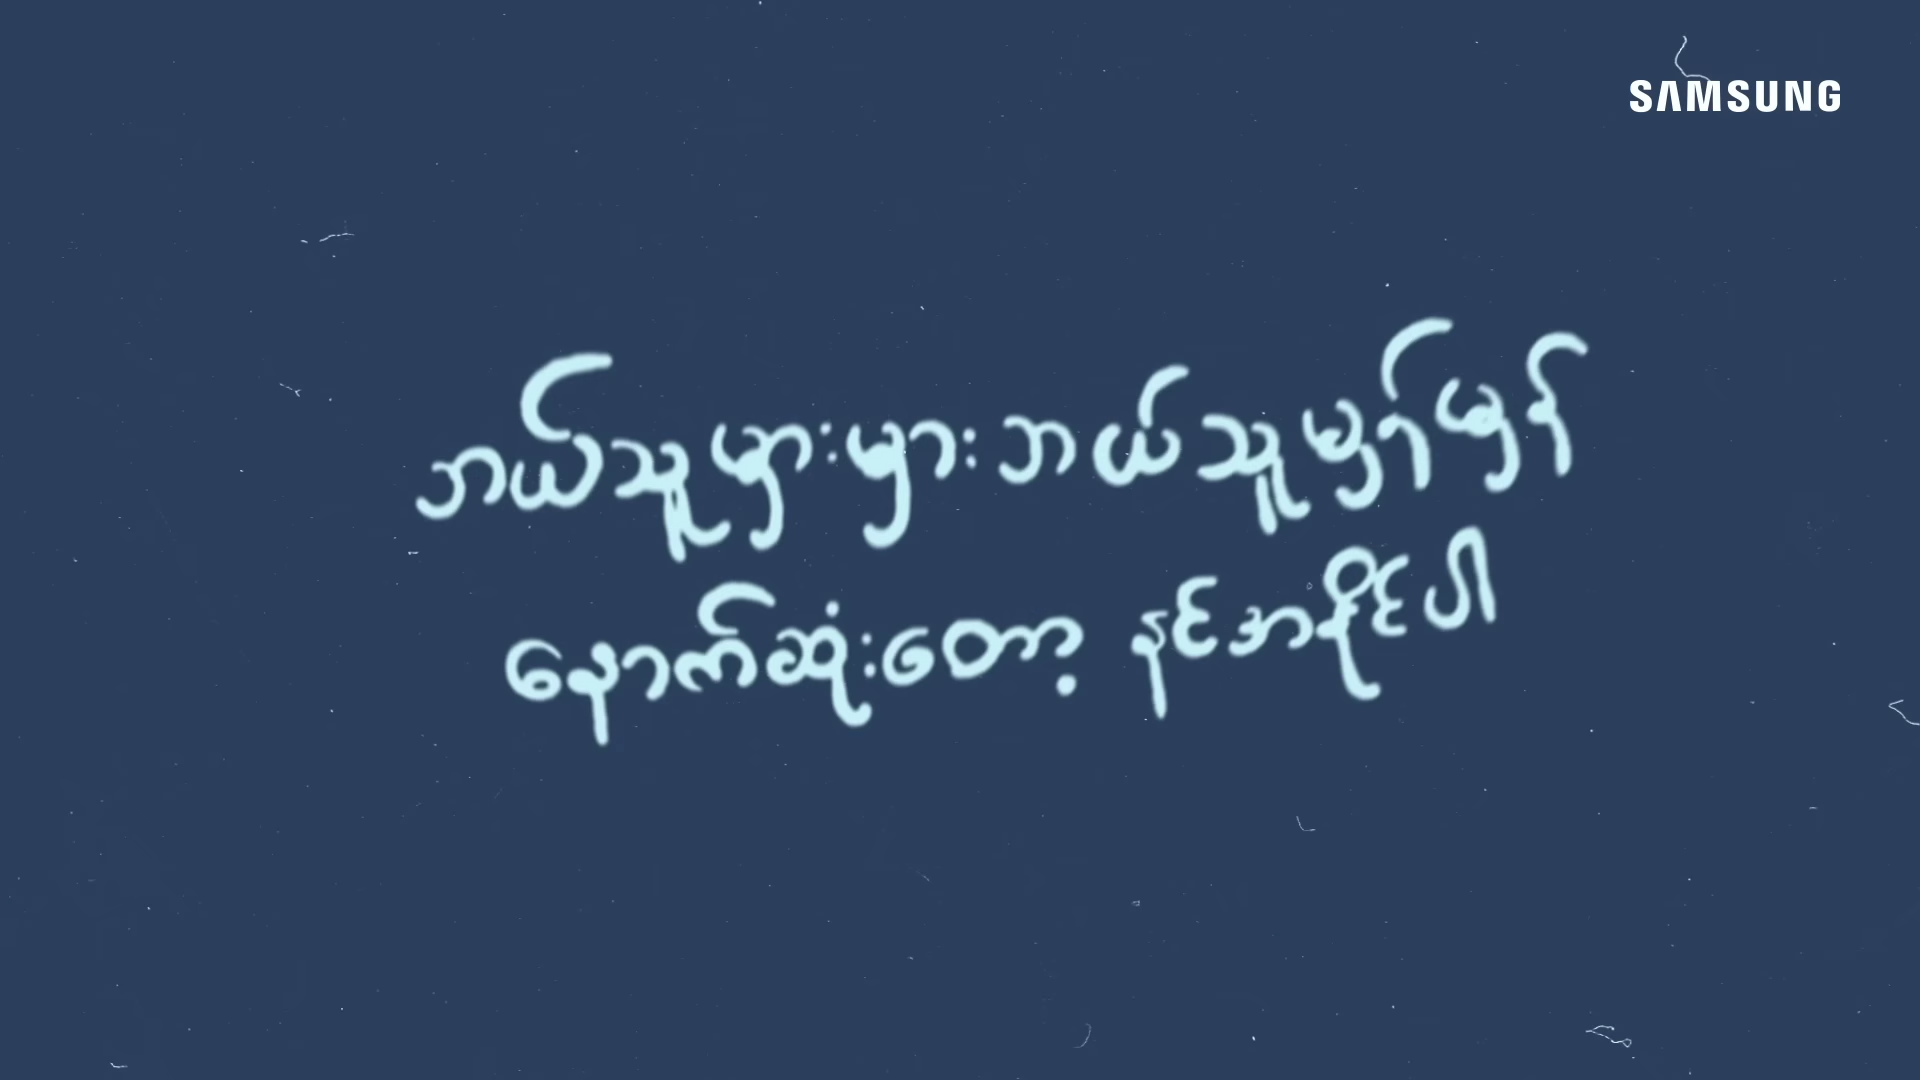 SAMSUNG
ဘယ်သူမှားမှားဘယ်သူမှန်မှန်
နောက်ဆုံးတော့ နင်အနိုင်ပါ